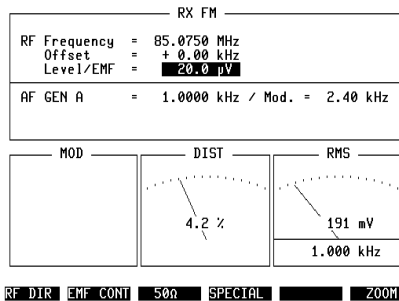 RX FM
RF Frequency = 85.0750 MHz
Offset = + 0.00 kHz
Level/EMF = 20.0 µV
AF GEN A = 1.0000 kHz / Mod. = 2.40 kHz
MOD DIST RMS
4.2 % 191 mV
1.000 kHz
RF DIR EMF CONT 50Ω SPECIAL ZOOM